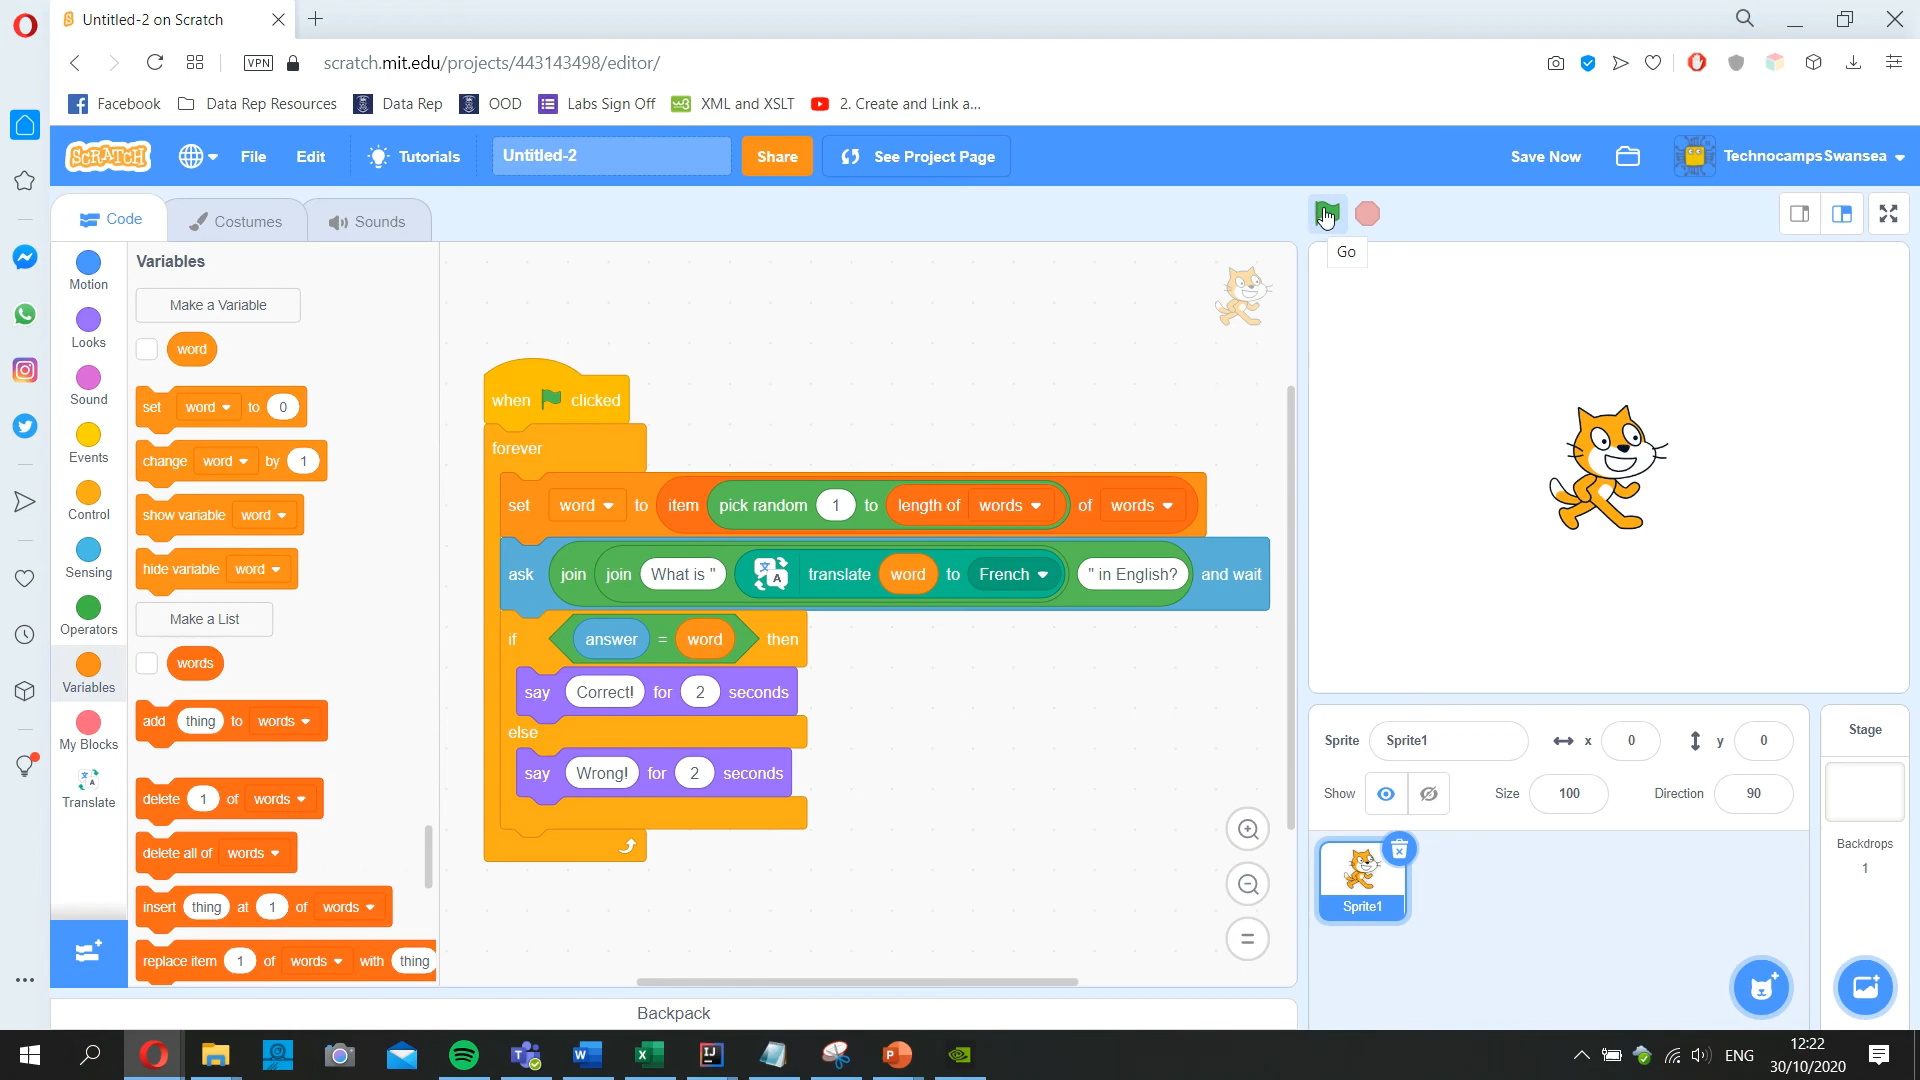 Untitled-2 on Scratch
VPN
scratch.mit.edu/projects/443143498/editor/
Facebook Data Rep Resources Data Rep OOD Labs Sign Off XML and XSLT 2. Create and Link a...
SCRATCH File Edit Tutorials Untitled-2 Share See Project Page Save Now TechnocampsSwansea
Code Costumes Sounds
Go
Motion
Looks
Sound
Events
Control
Sensing
Operators
Variables
My Blocks
Translate
Variables
Make a Variable
word
set word to 0
change word by 1
show variable word
hide variable word
Make a List
words
add thing to words
delete 1 of words
delete all of words
insert thing at 1 of words
replace item 1 of words with thing
when clicked
forever
set word to item pick random 1 to length of words of words
ask join join What is " translate word to French " in English? and wait
if answer = word then
say Correct! for 2 seconds
else
say Wrong! for 2 seconds
Backpack
Sprite Sprite1 x 0 y 0
Show Size 100 Direction 90
Sprite1
Stage
Backdrops
1
ENG
12:22
30/10/2020